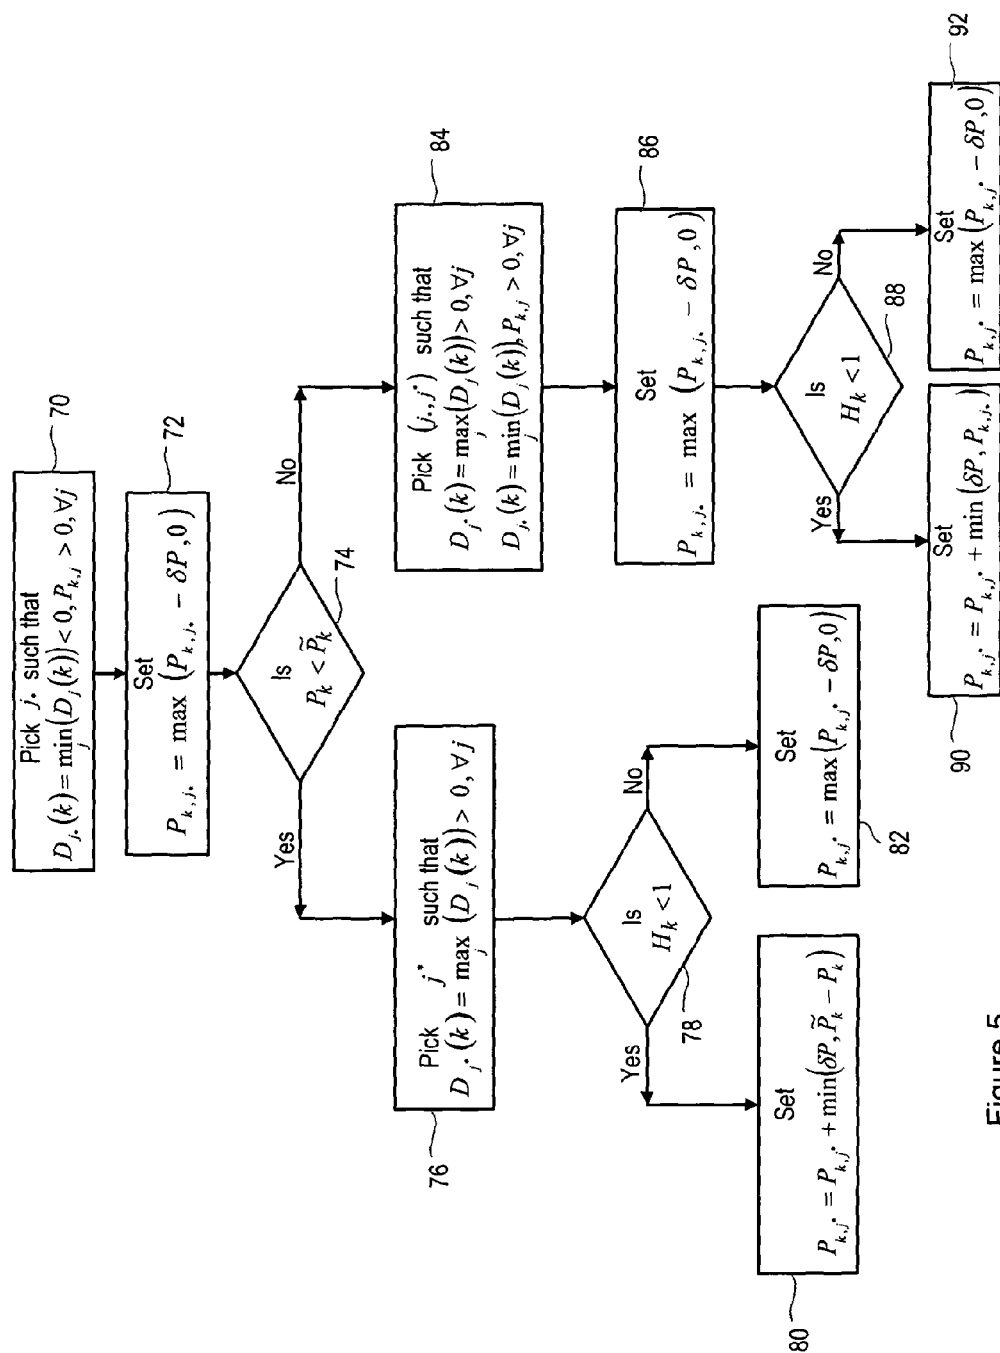 Pick j* such that
D_{j*}(k) = min_j(D_j(k)) < 0, P_{k,j} > 0, ∀j
70
Set
P_{k,j*} = max (P_{k,j*} − δP, 0)
72
Is
P_k < P̃_k
74
Yes
No
Pick j* such that
D_{j*}(k) = max_j (D_j(k)) > 0, ∀j
76
Pick (j*, j*) such that
D_{j*}(k) = max_j(D_j(k)) > 0, ∀j
D_{j*}(k) = min_j(D_j(k)), P_{k,j} > 0, ∀j
84
Is
H_k < 1
78
Yes
No
Set
P_{k,j*} = max (P_{k,j*} − δP, 0)
86
Set
P_{k,j*} = P_{k,j*} + min(δP, P̃_k − P_k)
80
Set
P_{k,j*} = max(P_{k,j*} − δP, 0)
82
Is
H_k < 1
88
Yes
No
Set
P_{k,j*} = P_{k,j*} + min (δP, P_{k,j*})
90
Set
P_{k,j*} = max (P_{k,j*} − δP, 0)
92
Figure 5